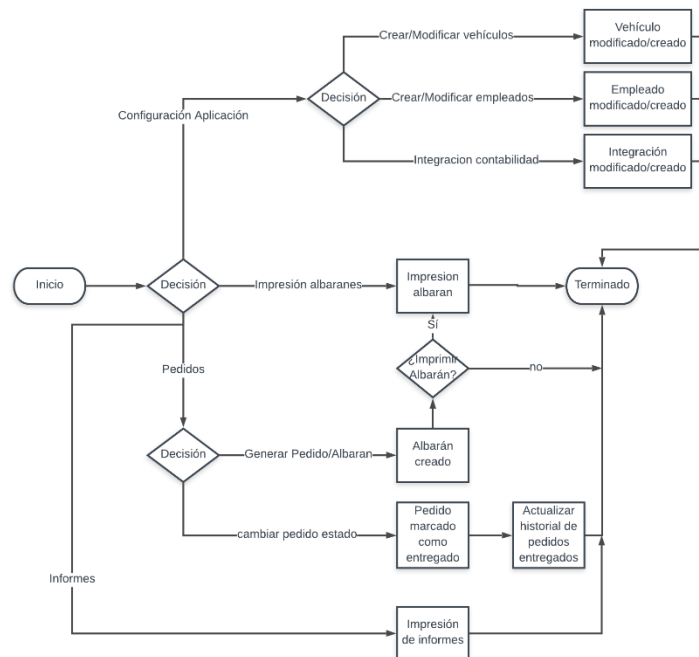 Vehículo
modificado/creado
Crear/Modificar vehículos
Decisión
Crear/Modificar empleados
Empleado
modificado/creado
Configuración Aplicación
Integracion contabilidad
Integración
modificado/creado
Inicio
Decisión
Impresión albaranes
Impresion
albaran
Terminado
Sí
¿Imprimir
Albarán?
no
Pedidos
Decisión
Generar Pedido/Albaran
Albarán
creado
cambiar pedido estado
Pedido
marcado
como
entregado
Actualizar
historial de
pedidos
entregados
Informes
Impresión
de informes